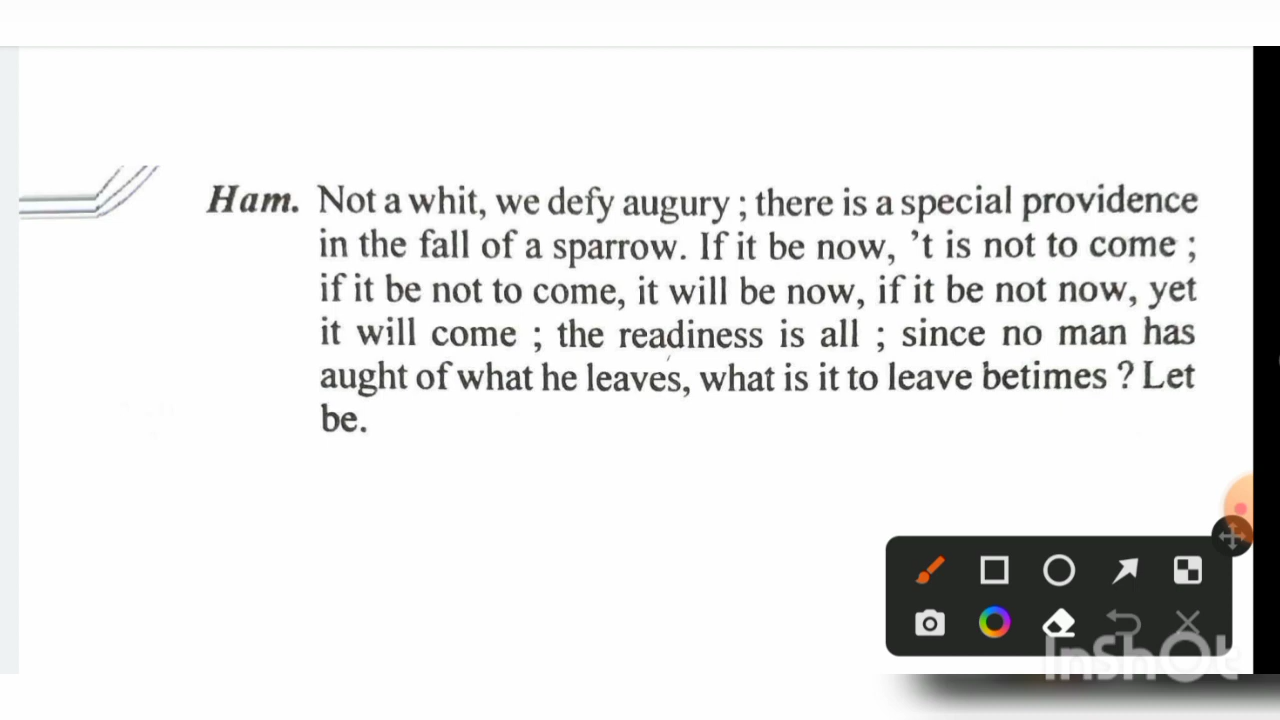 Ham. Not a whit, we defy augury ; there is a special providence
in the fall of a sparrow. If it be now, ’t is not to come ;
if it be not to come, it will be now, if it be not now, yet
it will come ; the readiness is all ; since no man has
aught of what he leaves, what is it to leave betimes ? Let
be.
InShOt